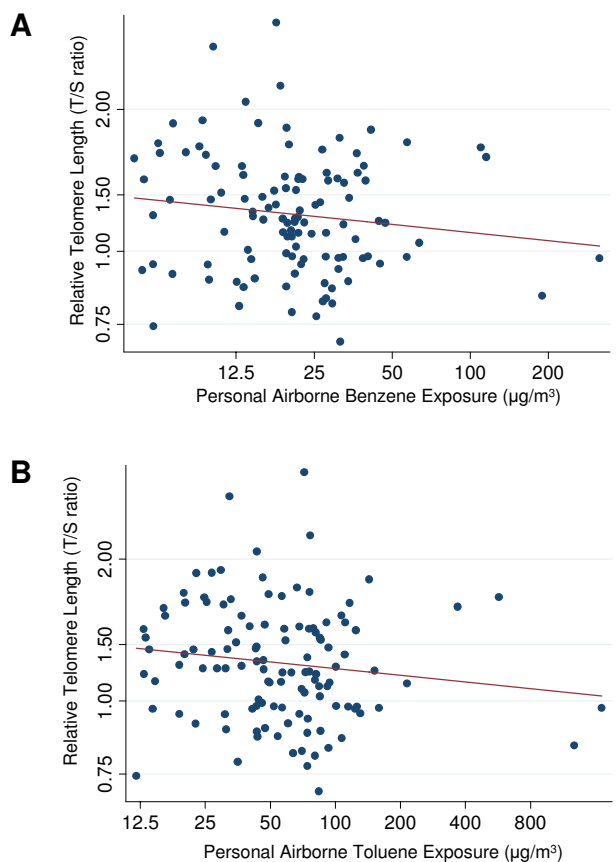 A
Relative Telomere Length (T/S ratio)
2.00
1.50
1.00
0.75
12.5 25 50 100 200
Personal Airborne Benzene Exposure (µg/m³)
B
Relative Telomere Length (T/S ratio)
2.00
1.50
1.00
0.75
12.5 25 50 100 200 400 800
Personal Airborne Toluene Exposure (µg/m³)